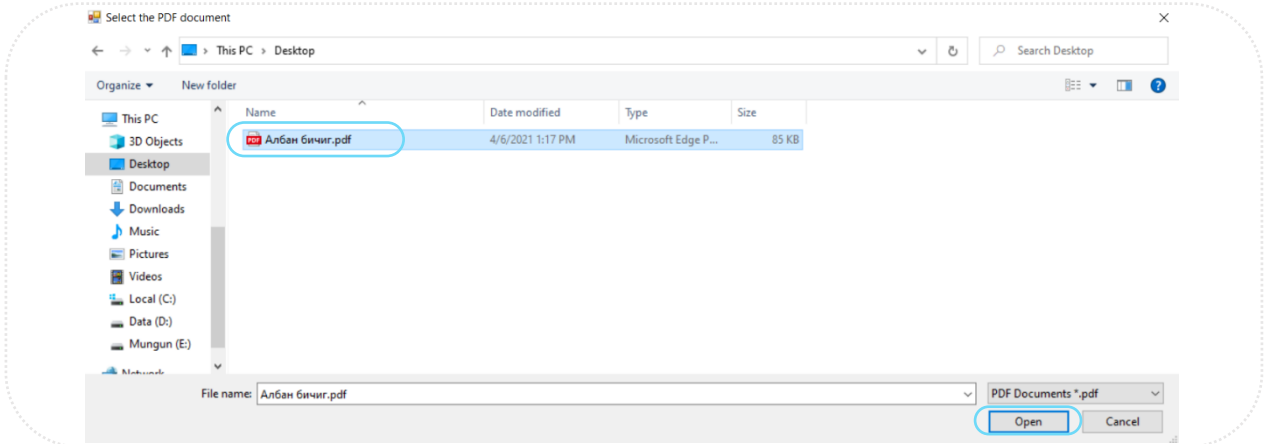 Select the PDF document
This PC > Desktop
Search Desktop
Organize
New folder
Name Date modified Type Size
PDF Албан бичиг.pdf 4/6/2021 1:17 PM Microsoft Edge P... 85 KB
This PC
3D Objects
Desktop
Documents
Downloads
Music
Pictures
Videos
Local (C:)
Data (D:)
Mungun (E:)
Network
File name: Албан бичиг.pdf
PDF Documents *.pdf
Open
Cancel